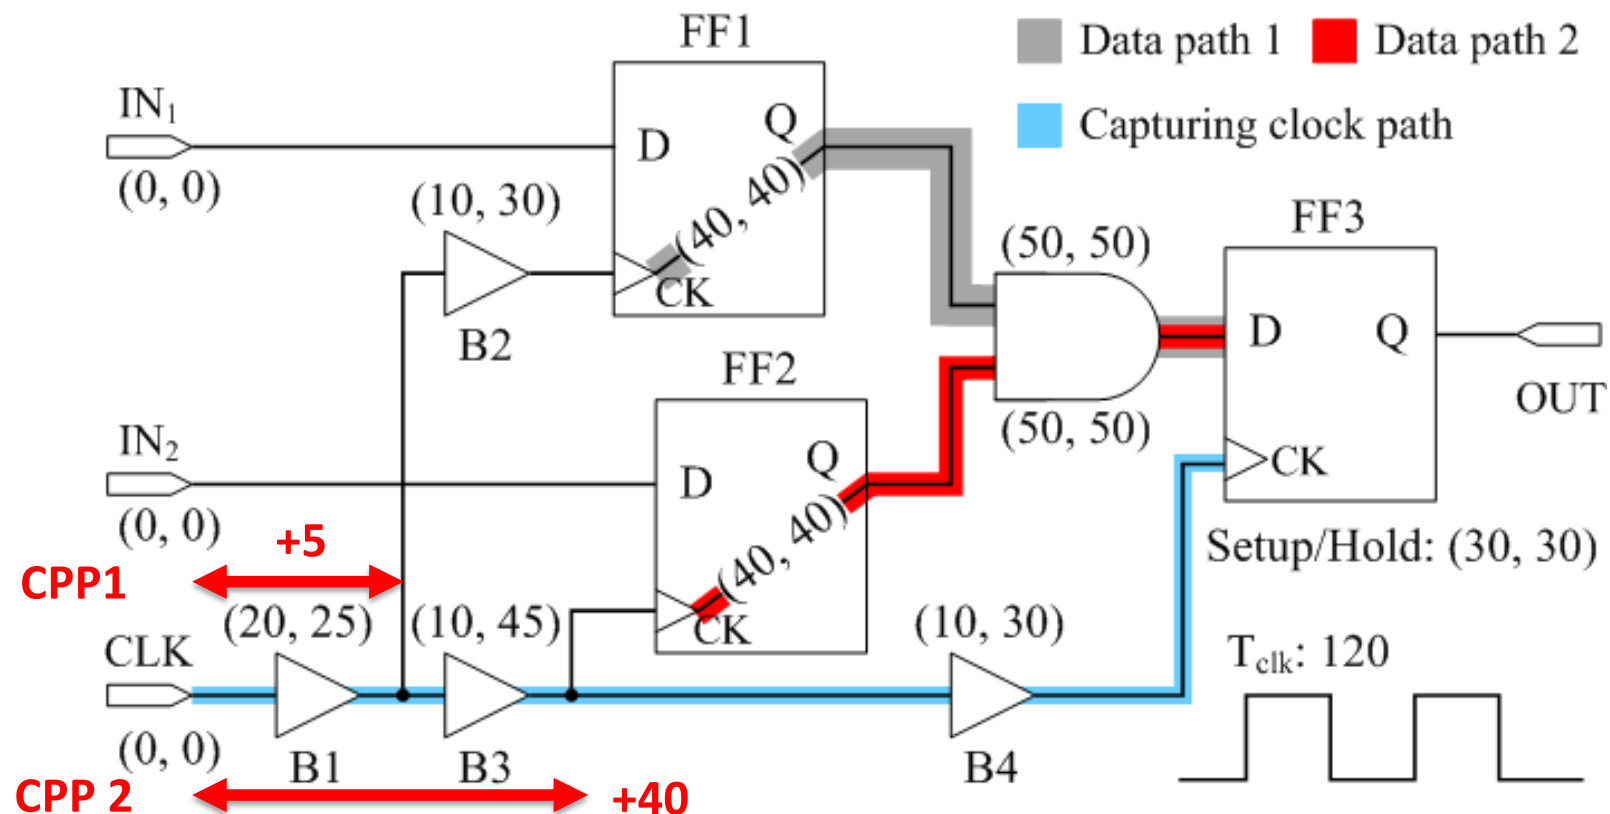 FF1
Data path 1
Data path 2
IN₁
Capturing clock path
Q
D
(0, 0)
(10, 30)
(40, 40)
FF3
(50, 50)
CK
B2
D
Q
FF2
OUT
(50, 50)
IN₂
Q
CK
D
(0, 0)
(40, 40)
Setup/Hold: (30, 30)
+5
CPP1
(20, 25)
(10, 45)
CK
(10, 30)
CLK
Tclk: 120
(0, 0)
B1
B3
B4
CPP 2
+40